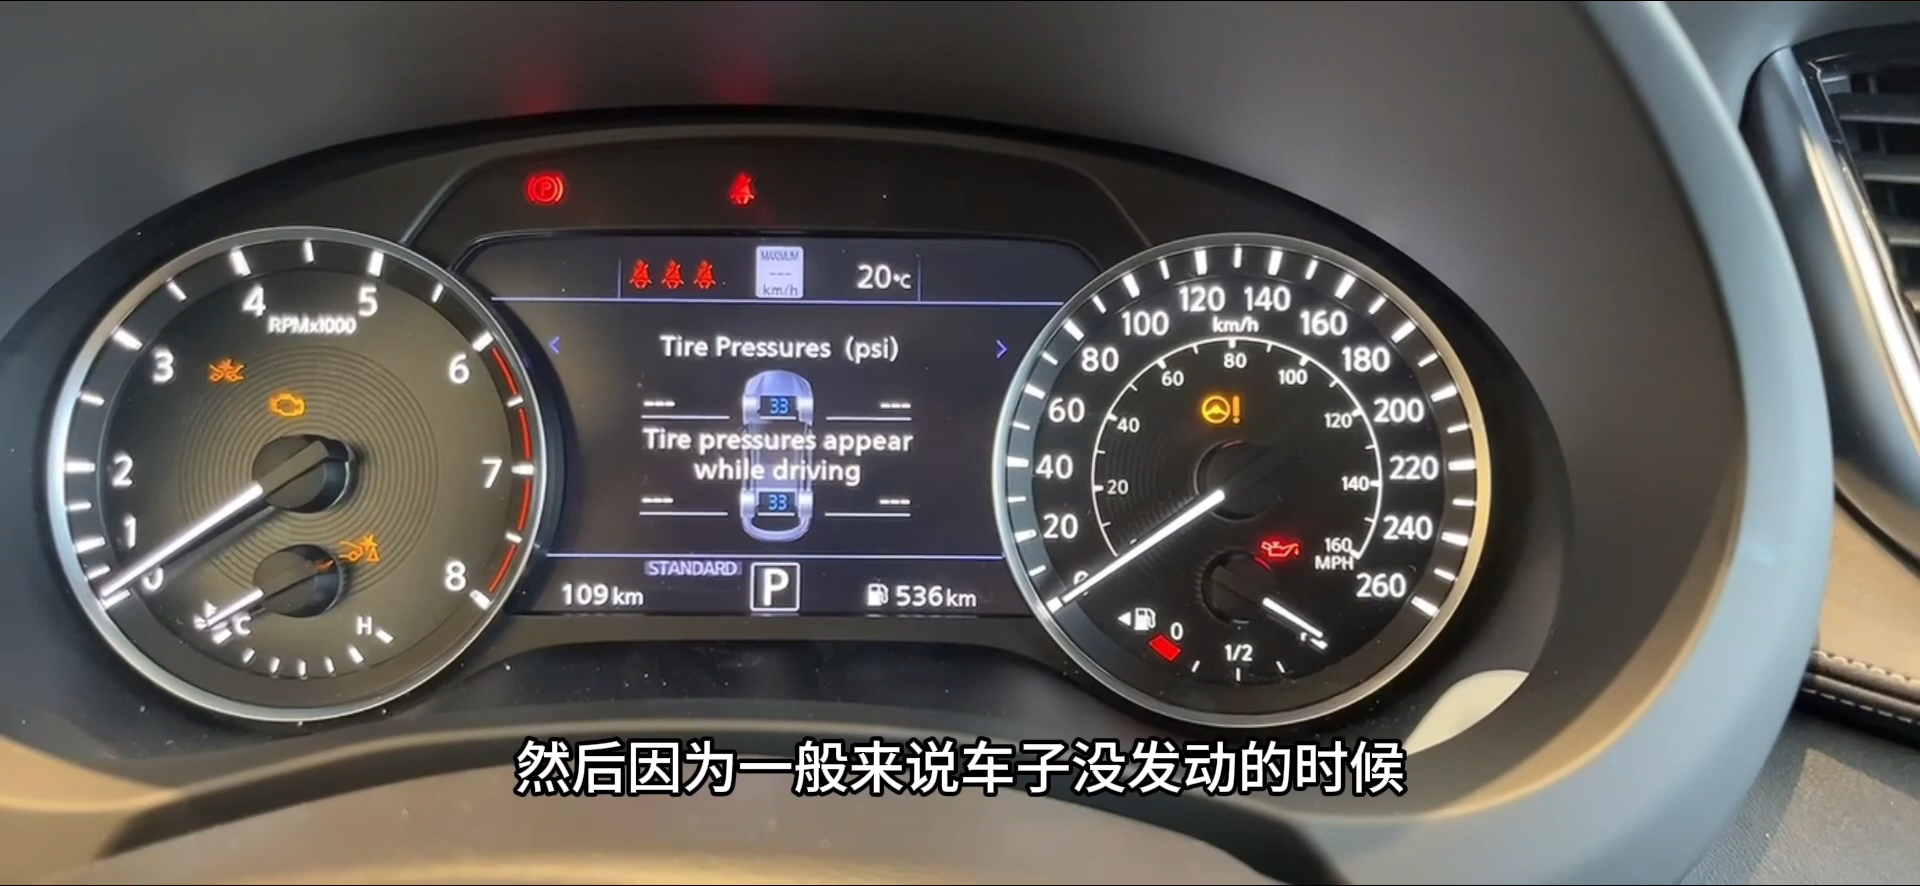 MAXIMUM
---
km/h
20°C
Tire Pressures (psi)
--- 33 ---
Tire pressures appear
while driving
--- 33 ---
STANDARD
109 km
P
536 km
RPMx1000
0
1
2
3
4
5
6
7
8
C
H
km/h
0
20
40
60
80
100
120
140
160
180
200
220
240
260
20
40
60
80
100
120
140
160
MPH
0
1/2
然后因为一般来说车子没发动的时候